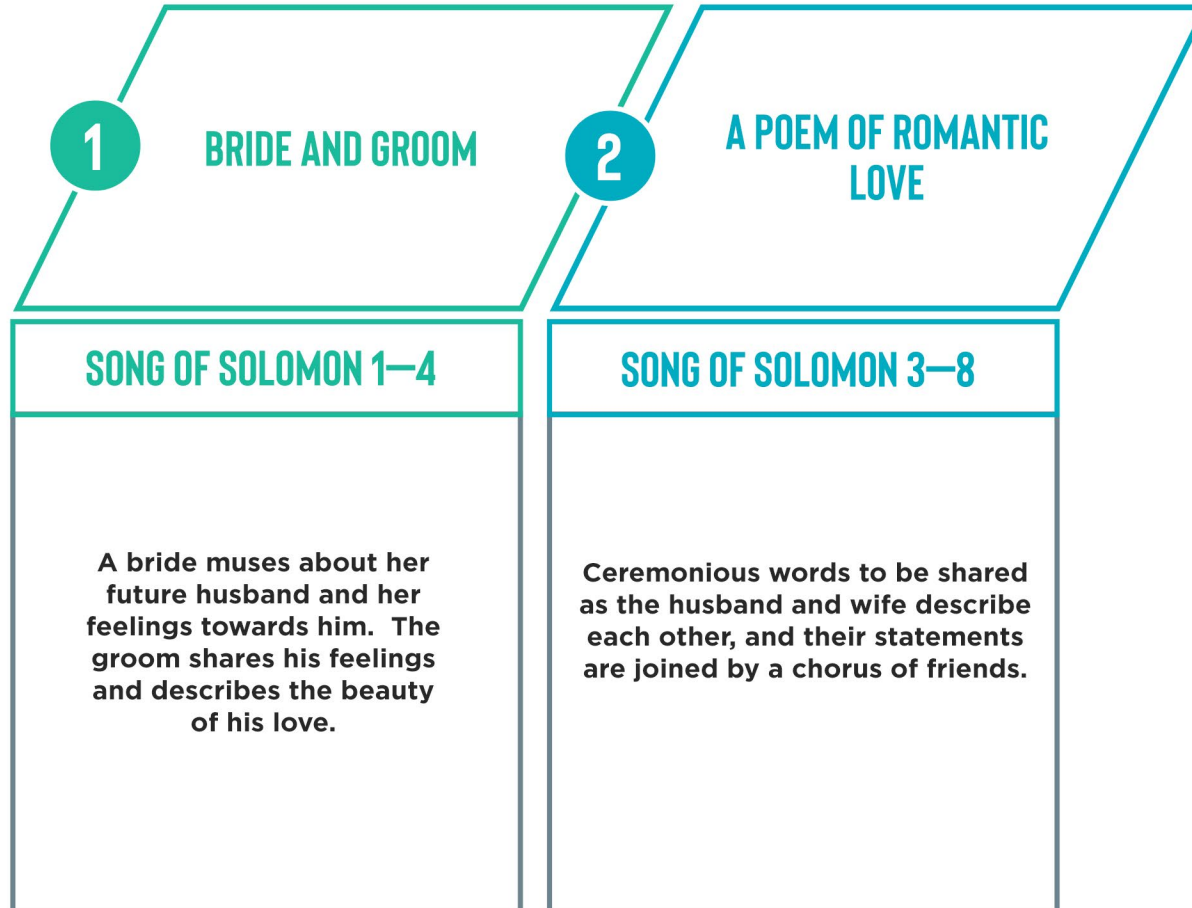 1
BRIDE AND GROOM
2
A POEM OF ROMANTIC
LOVE
SONG OF SOLOMON 1—4
SONG OF SOLOMON 3—8
A bride muses about her
future husband and her
feelings towards him.  The
groom shares his feelings
and describes the beauty
of his love.
Ceremonious words to be shared
as the husband and wife describe
each other, and their statements
are joined by a chorus of friends.